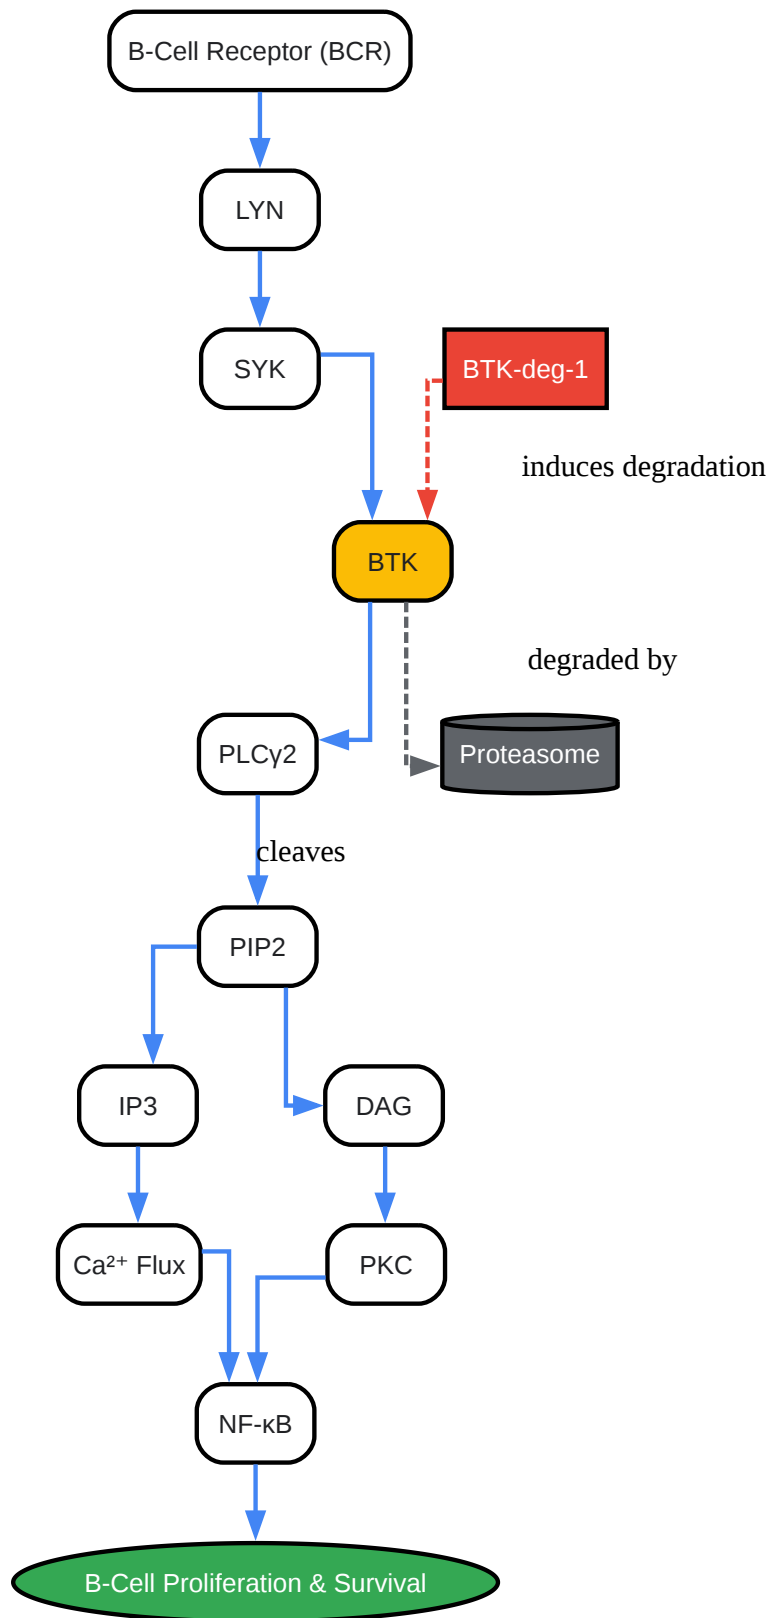 B-Cell Receptor (BCR)
LYN
SYK
BTK-deg-1
induces degradation
BTK
degraded by
PLCγ2
Proteasome
cleaves
PIP2
IP3
DAG
Ca²⁺ Flux
PKC
NF-κB
B-Cell Proliferation & Survival